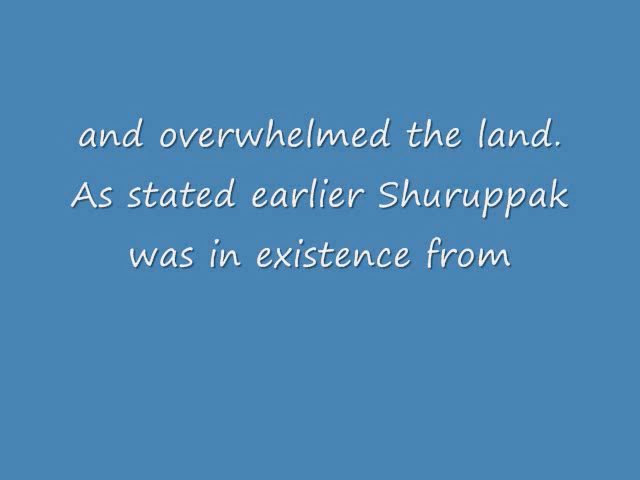 and overwhelmed the land.
As stated earlier Shuruppak
was in existence from